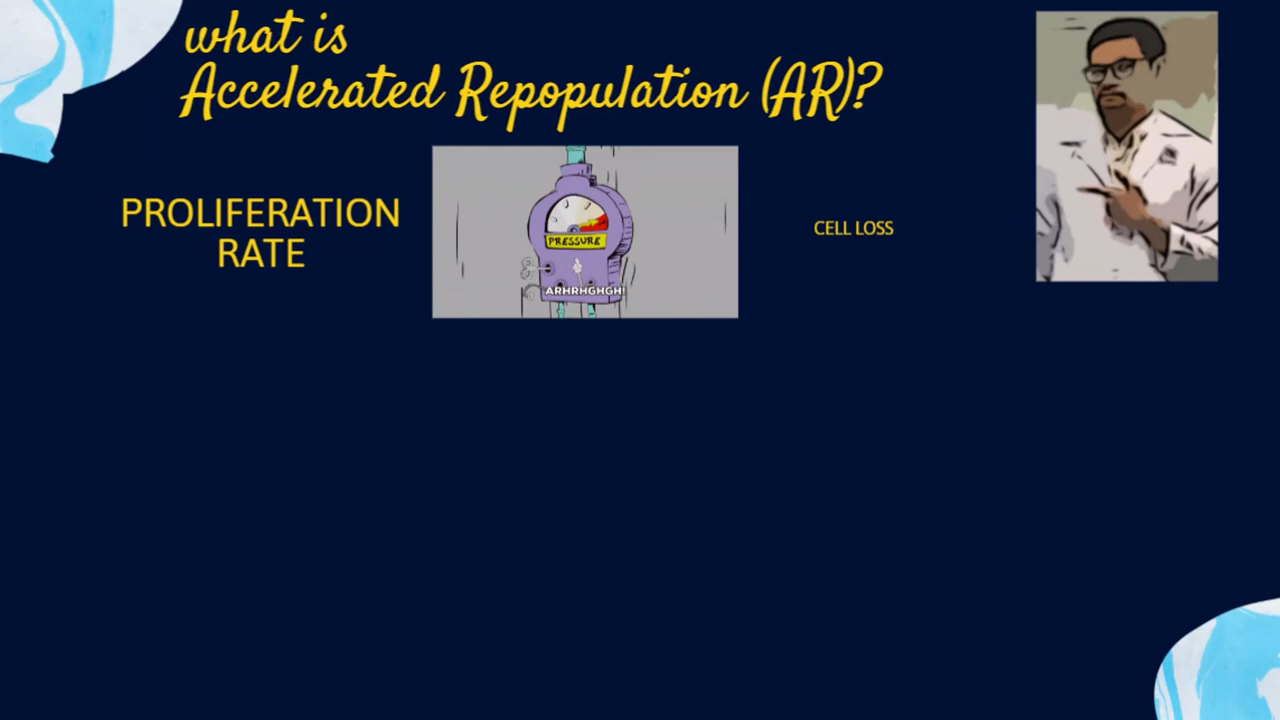 what is
Accelerated Repopulation (AR)?
PROLIFERATION
RATE
PRESSURE
ARHRHGHGH!
CELL LOSS